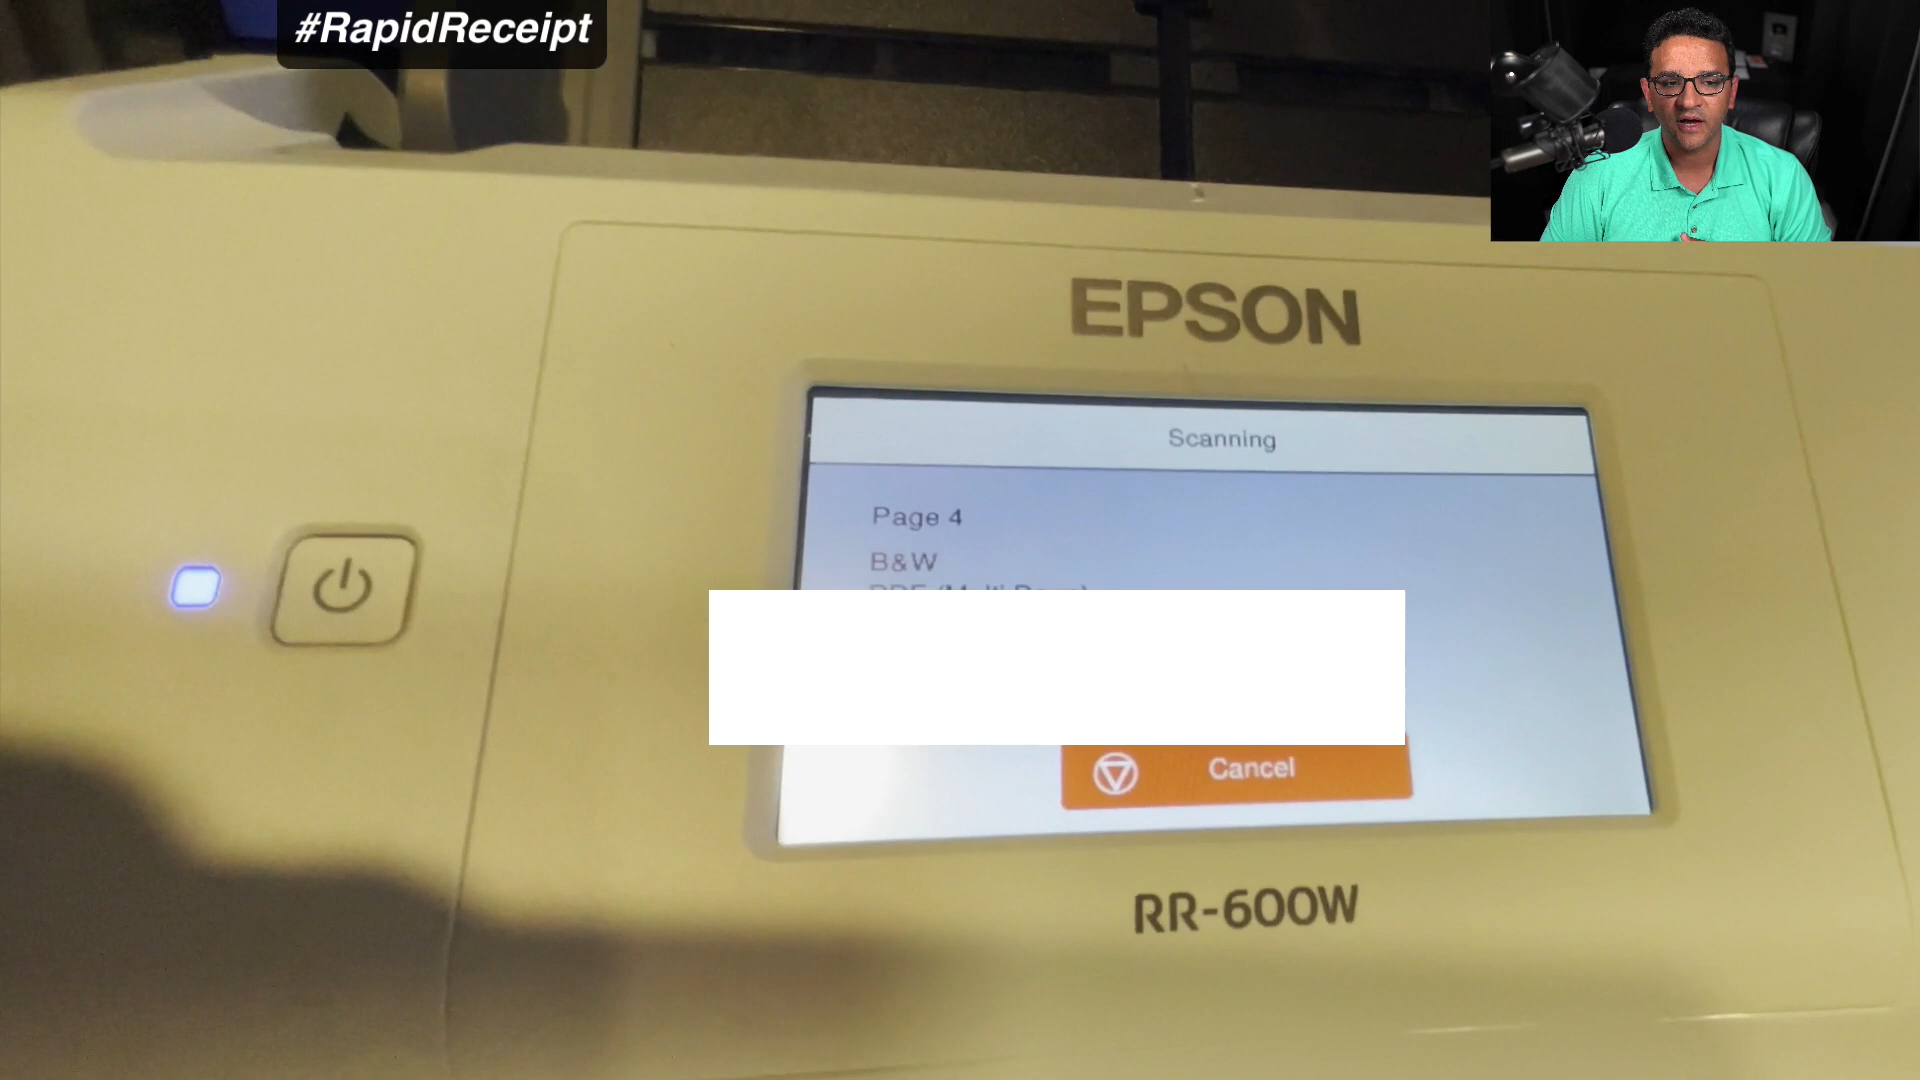 #RapidReceipt
EPSON
Scanning
Page 4
B&W
Cancel
RR-600W